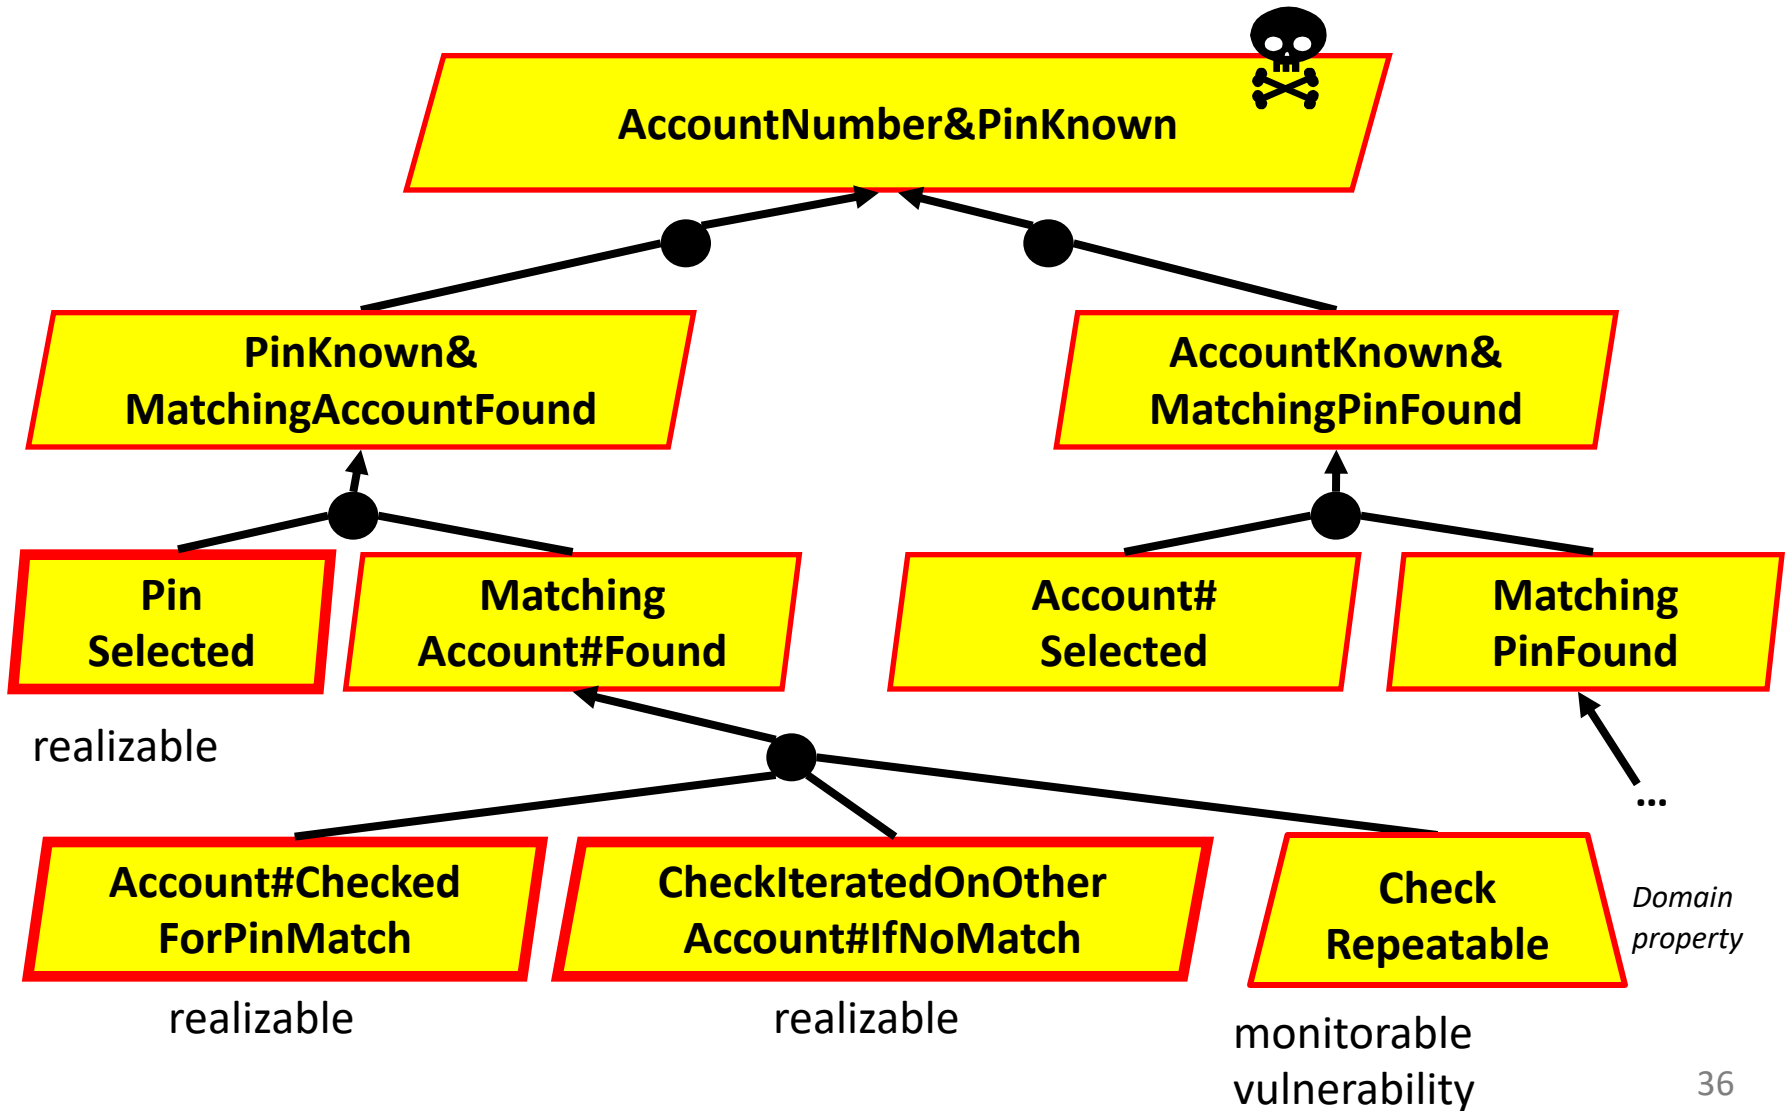 AccountNumber&PinKnown
PinKnown&
MatchingAccountFound
AccountKnown&
MatchingPinFound
Pin
Selected
Matching
Account#Found
Account#
Selected
Matching
PinFound
realizable
...
Account#Checked
ForPinMatch
CheckIteratedOnOther
Account#IfNoMatch
Check
Repeatable
Domain
property
realizable
realizable
monitorable
vulnerability
36